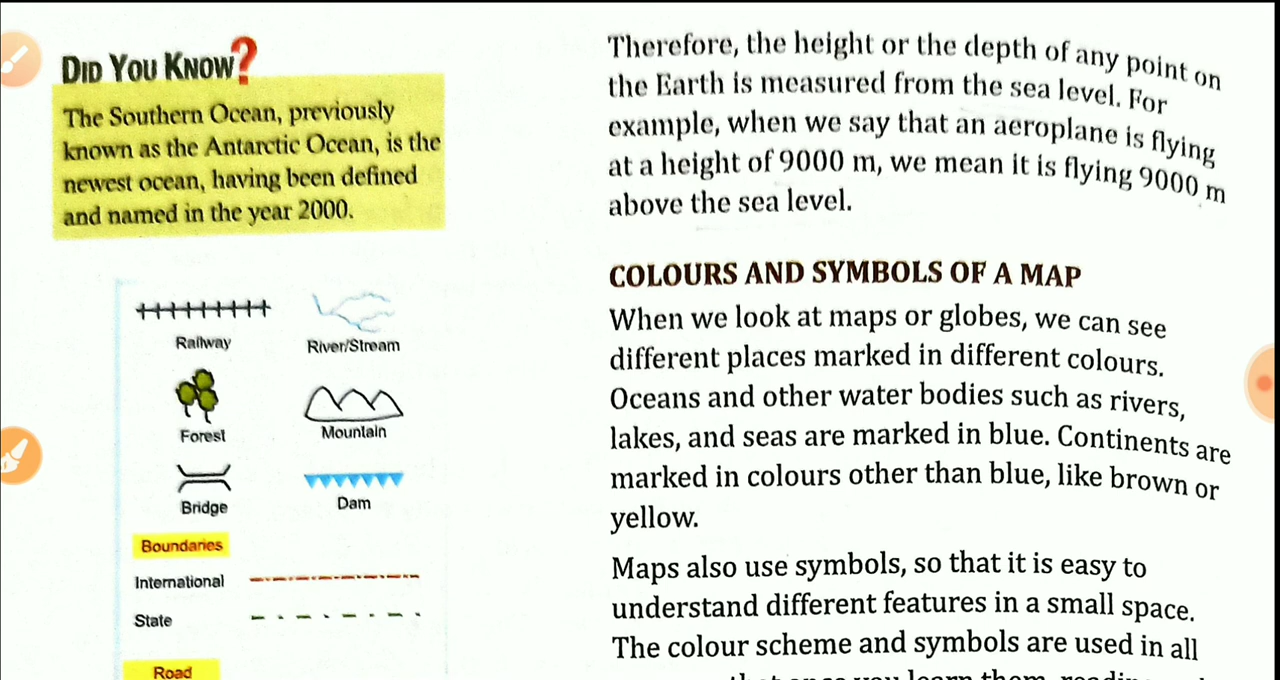 DID YOU KNOW?
The Southern Ocean, previously
known as the Antarctic Ocean, is the
newest ocean, having been defined
and named in the year 2000.
Railway
River/Stream
Forest
Mountain
Bridge
Dam
Boundaries
International
State
Road
Therefore, the height or the depth of any point on
the Earth is measured from the sea level. For
example, when we say that an aeroplane is flying
at a height of 9000 m, we mean it is flying 9000 m
above the sea level.
COLOURS AND SYMBOLS OF A MAP
When we look at maps or globes, we can see
different places marked in different colours.
Oceans and other water bodies such as rivers,
lakes, and seas are marked in blue. Continents are
marked in colours other than blue, like brown or
yellow.
Maps also use symbols, so that it is easy to
understand different features in a small space.
The colour scheme and symbols are used in all
that once you learn them, reading